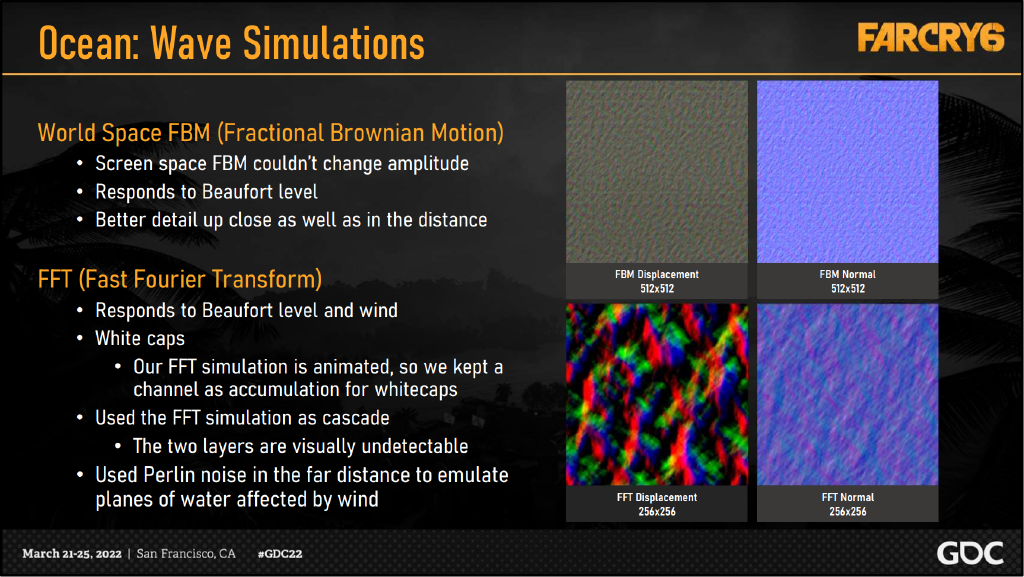 Ocean: Wave Simulations
FARCRY6
World Space FBM (Fractional Brownian Motion)
• Screen space FBM couldn't change amplitude
• Responds to Beaufort level
• Better detail up close as well as in the distance
FFT (Fast Fourier Transform)
• Responds to Beaufort level and wind
• White caps
• Our FFT simulation is animated, so we kept a
channel as accumulation for whitecaps
• Used the FFT simulation as cascade
• The two layers are visually undetectable
• Used Perlin noise in the far distance to emulate
planes of water affected by wind
FBM Displacement
512x512
FBM Normal
512x512
FFT Displacement
256x256
FFT Normal
256x256
March 21-25, 2022 | San Francisco, CA #GDC22
GDC